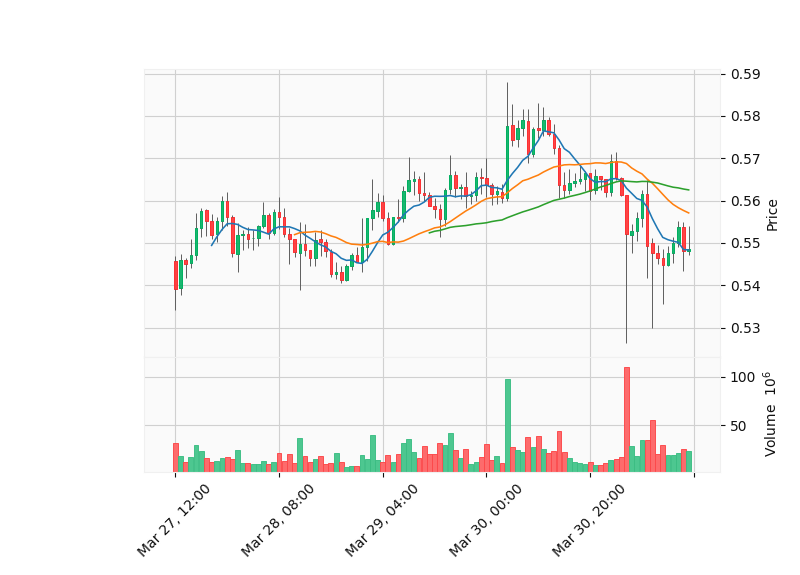 0.59
0.58
0.57
0.56
0.55
0.54
0.53
Price
100
50
Volume 10^6
Mar 27, 12:00
Mar 28, 08:00
Mar 29, 04:00
Mar 30, 00:00
Mar 30, 20:00